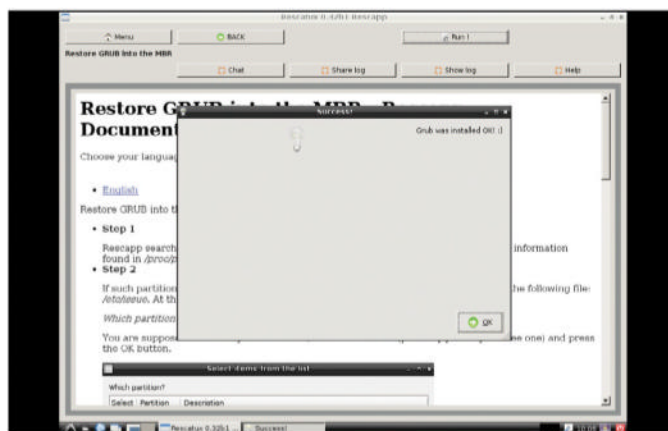 Rescatux 0.32b1 Rescapp
Menu
BACK
Run !
Restore GRUB into the MBR
Chat
Share log
Show log
Help
Restore GRUB into the MBR - Rescapp
Document
Success!
Grub was installed OK! :)
OK
Choose your languag
English
Restore GRUB into t
Step 1
Rescapp search
information
found in /proc/p
Step 2
If such partition
he following file:
/etc/issue. At th
Which partition
You are suppos
ee one) and press
the OK button.
Select items from the list
Which partition?
Select Partition Description
Rescatux 0.32b1 ...
Success!